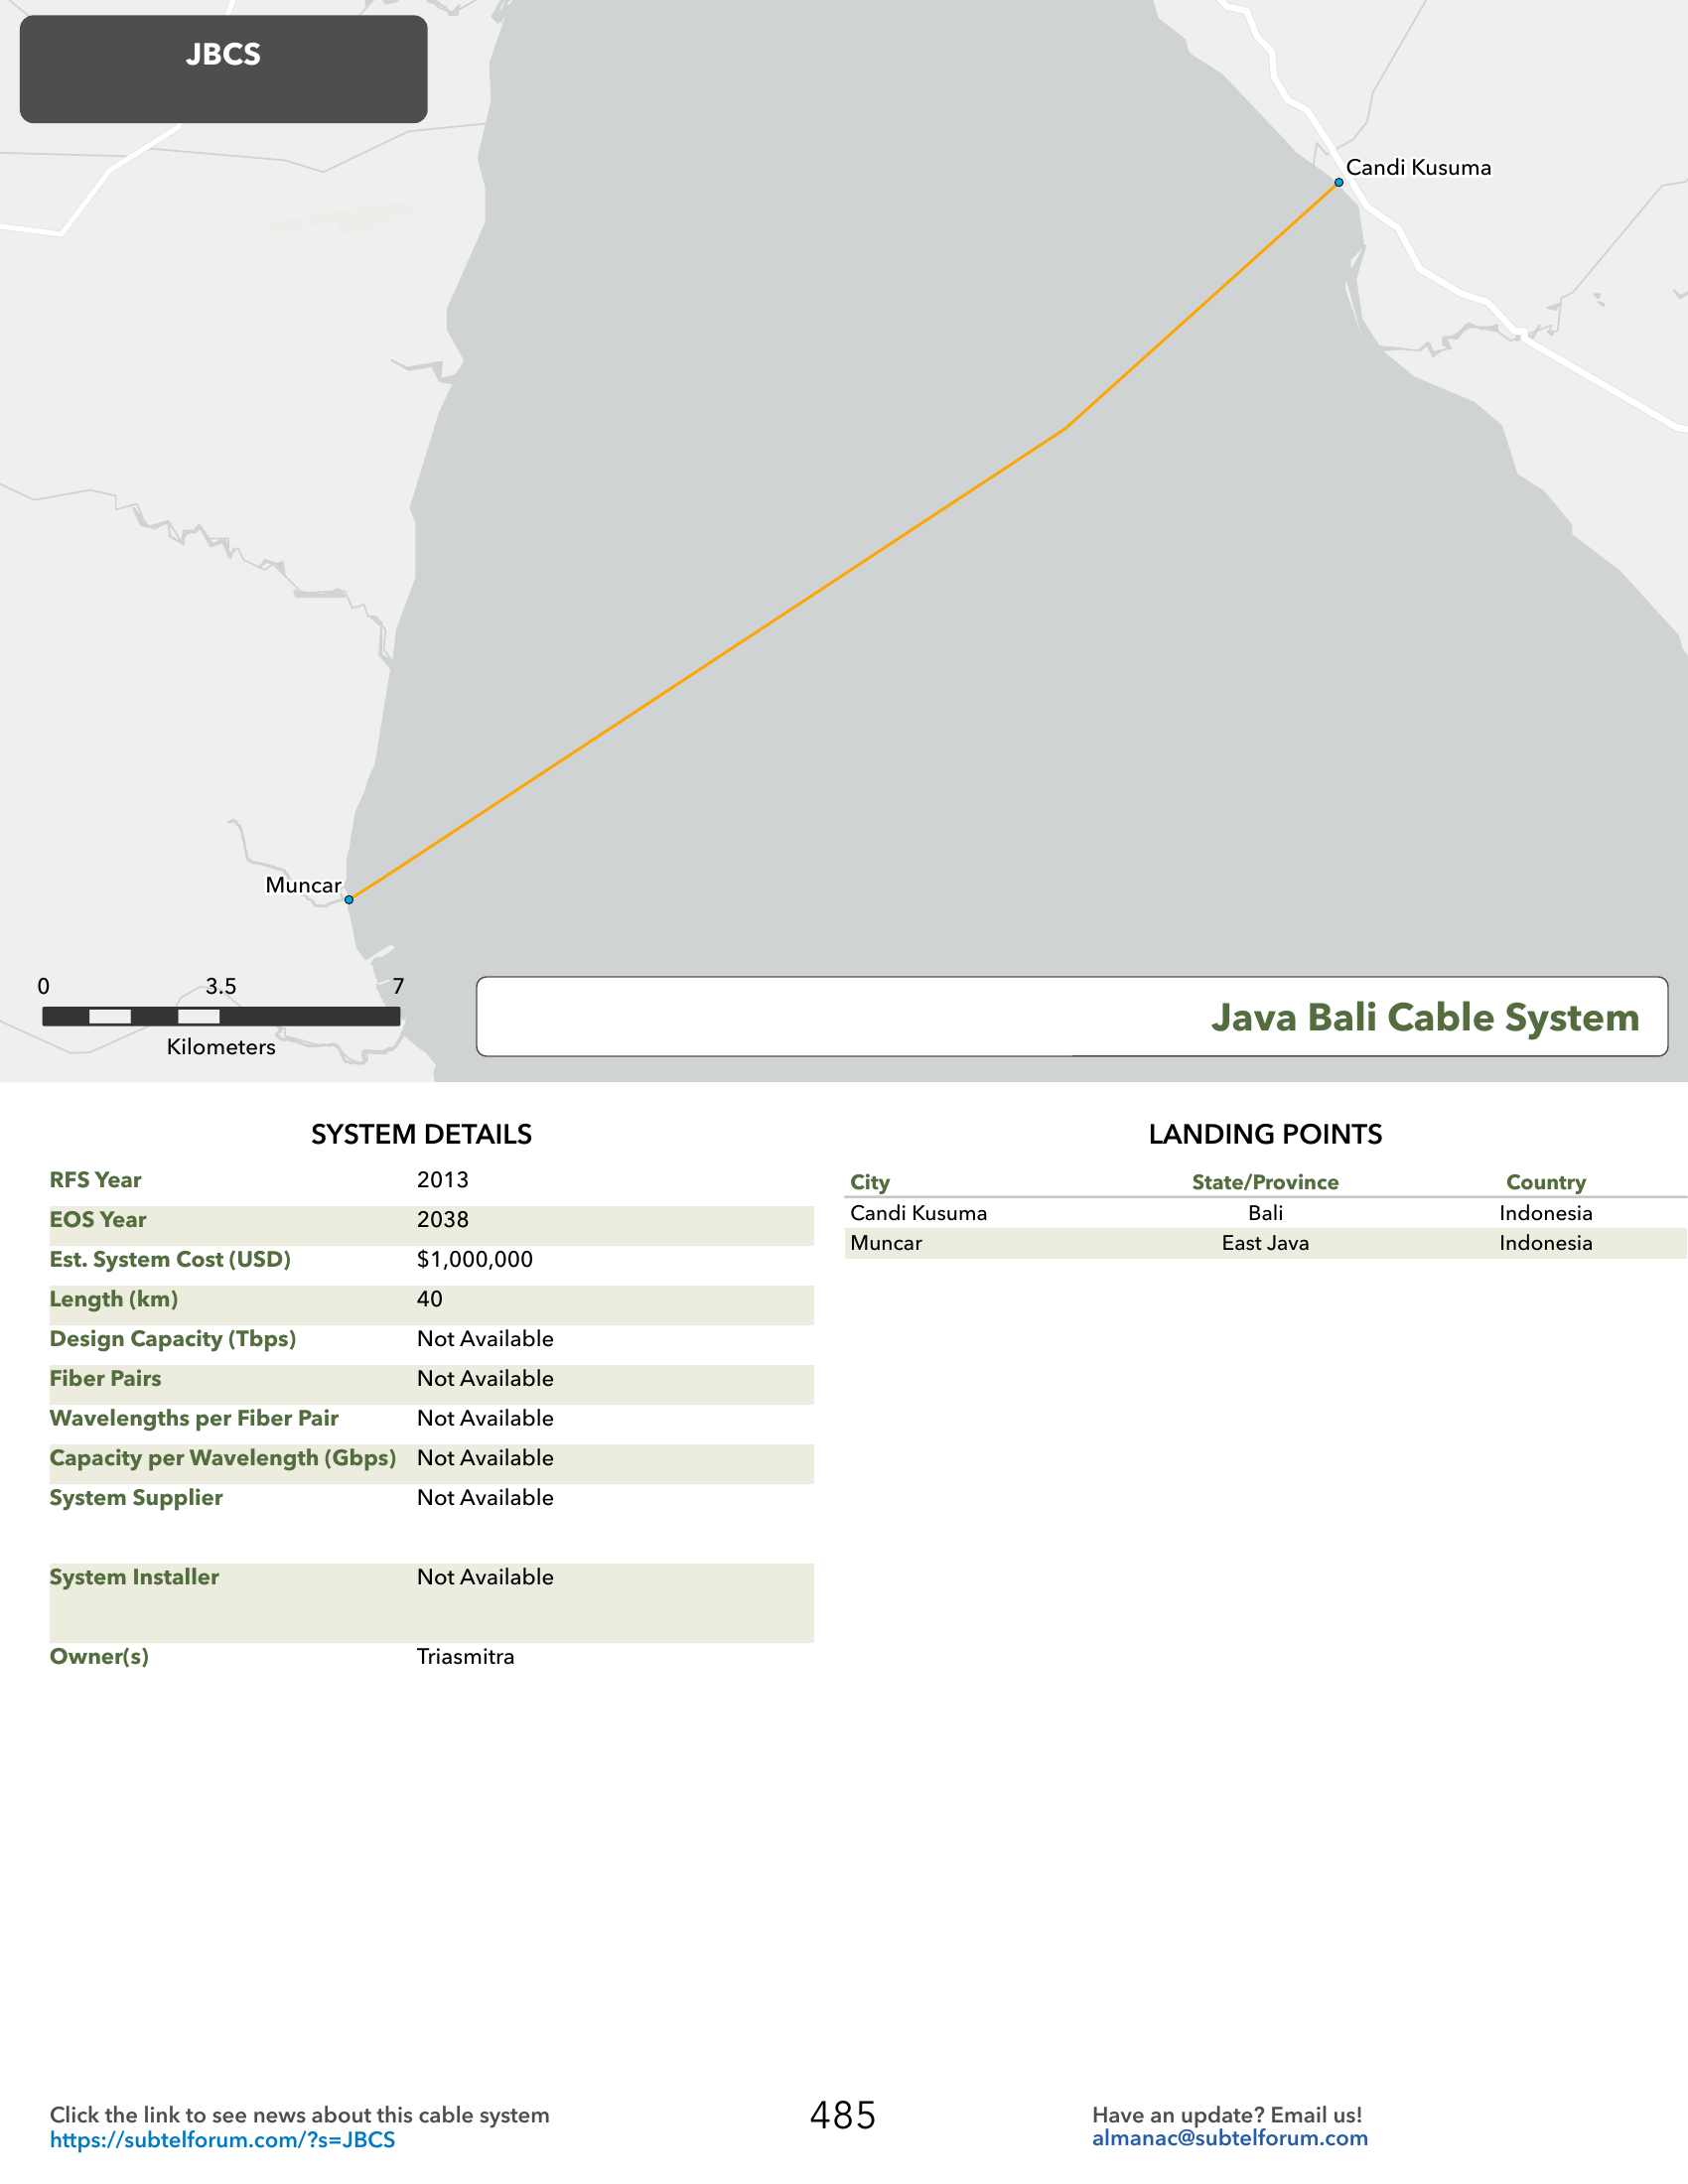 JBCS
Candi Kusuma
Muncar
0 3.5 7
Kilometers
Java Bali Cable System
SYSTEM DETAILS
RFS Year 2013
EOS Year 2038
Est. System Cost (USD) $1,000,000
Length (km) 40
Design Capacity (Tbps) Not Available
Fiber Pairs Not Available
Wavelengths per Fiber Pair Not Available
Capacity per Wavelength (Gbps) Not Available
System Supplier Not Available
System Installer Not Available
Owner(s) Triasmitra
LANDING POINTS
City State/Province Country
Candi Kusuma Bali Indonesia
Muncar East Java Indonesia
Click the link to see news about this cable system
https://subtelforum.com/?s=JBCS
485
Have an update? Email us!
almanac@subtelforum.com